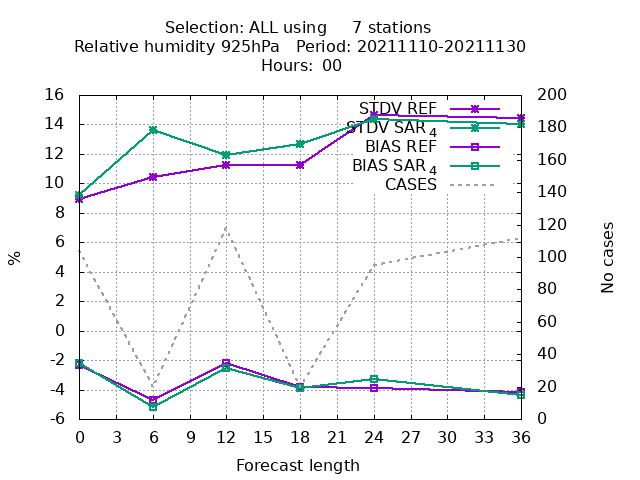 Selection: ALL using     7 stations
Relative humidity 925hPa   Period: 20211110-20211130
Hours: 00
STDV REF
STDV SAR 4
BIAS REF
BIAS SAR 4
CASES
16
14
12
10
8
6
4
2
0
-2
-4
-6
%
200
180
160
140
120
100
80
60
40
20
0
No cases
0 3 6 9 12 15 18 21 24 27 30 33 36
Forecast length